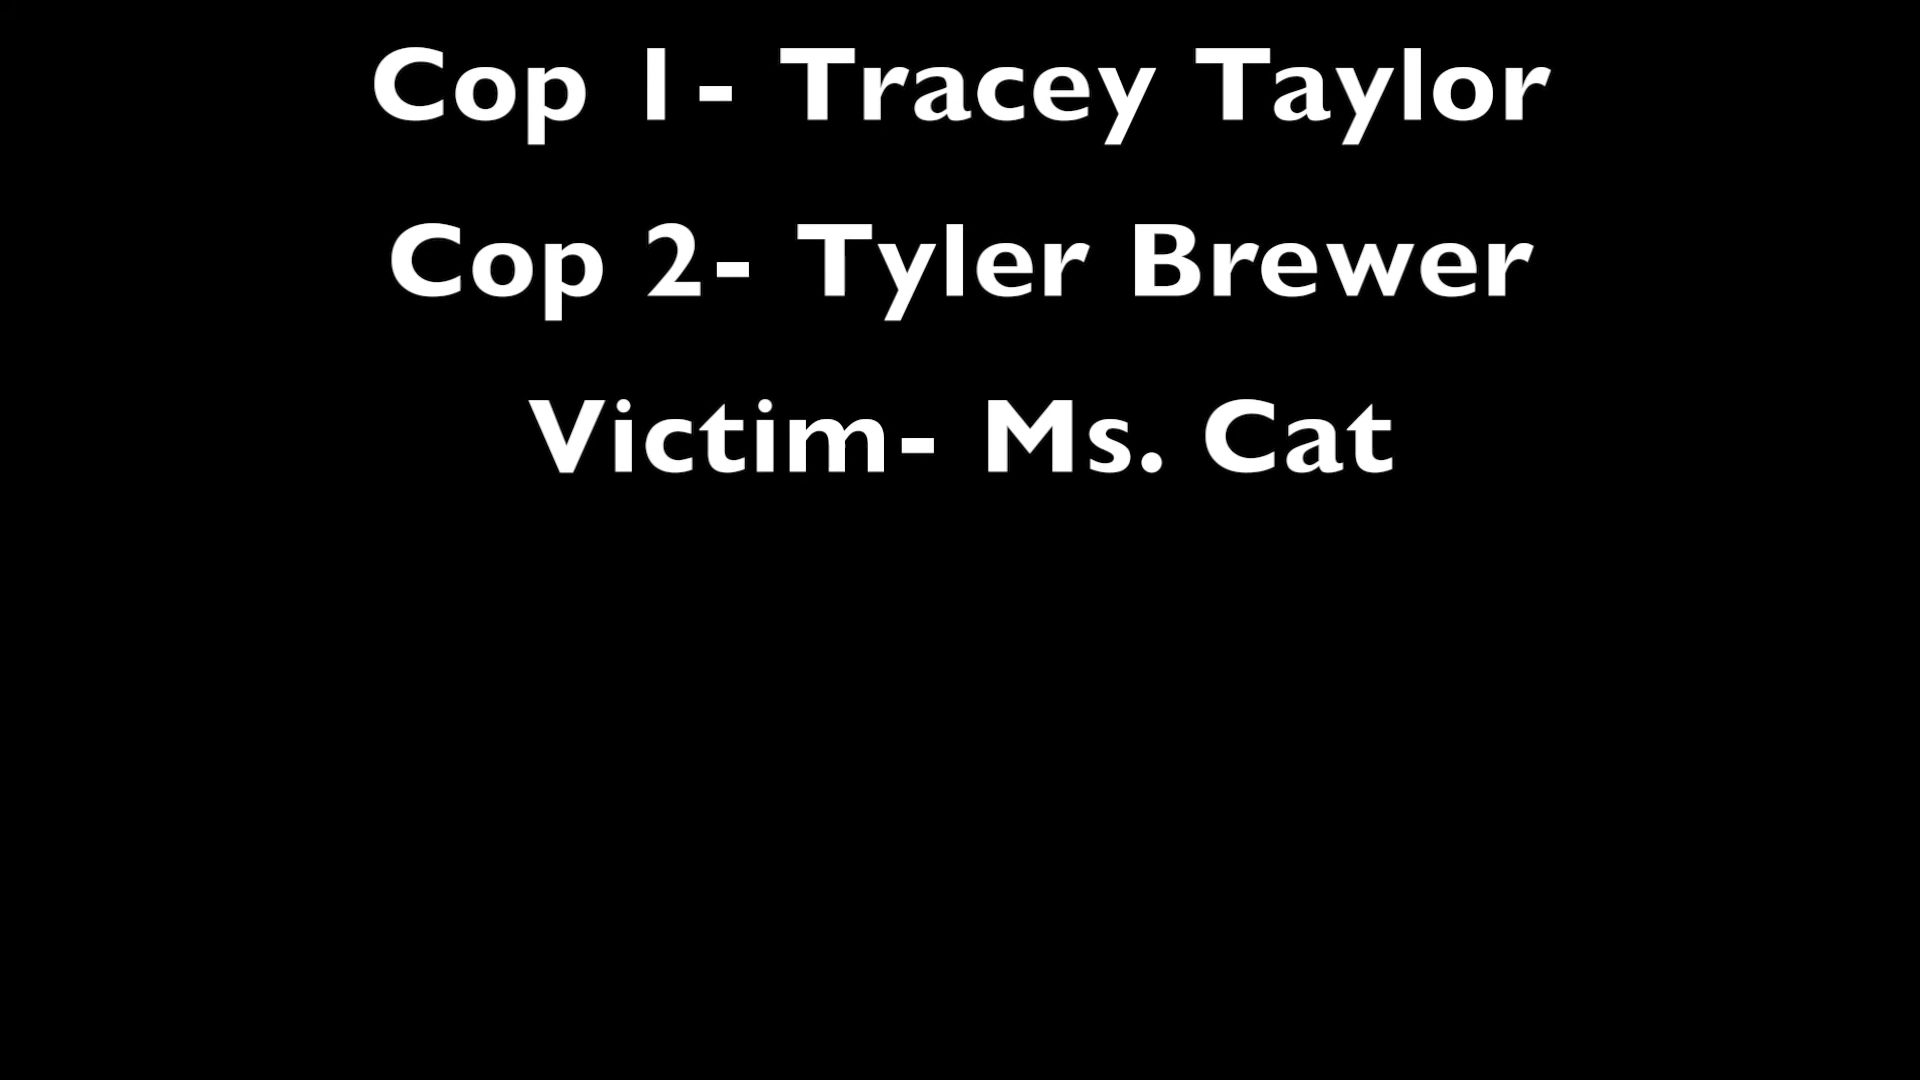 Cop 1- Tracey Taylor
Cop 2- Tyler Brewer
Victim- Ms. Cat